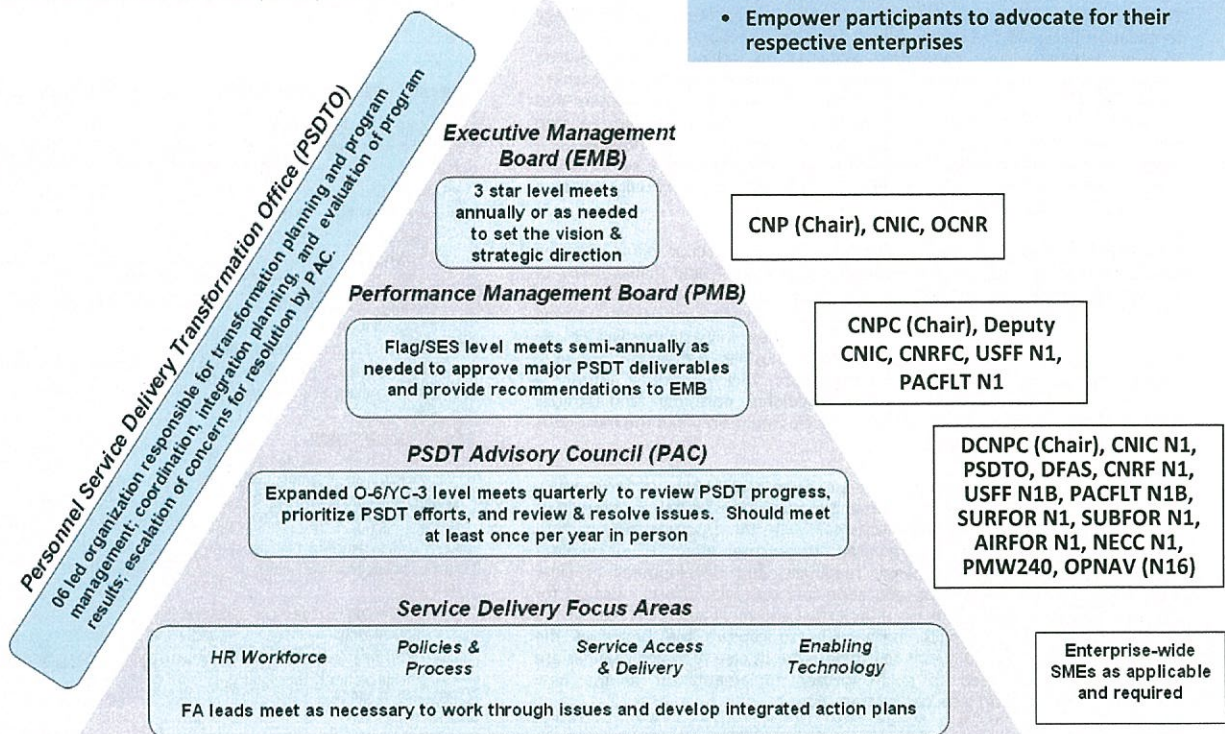 • Empower participants to advocate for their
respective enterprises
Personnel Service Delivery Transformation Office (PSDTO)
06 led organization responsible for transformation planning and program
management; coordination, integration planning, and evaluation of program
results; escalation of concerns for resolution by PAC.
Executive Management
Board (EMB)
3 star level meets
annually or as needed
to set the vision &
strategic direction
CNP (Chair), CNIC, OCNR
Performance Management Board (PMB)
Flag/SES level meets semi-annually as
needed to approve major PSDT deliverables
and provide recommendations to EMB
CNPC (Chair), Deputy
CNIC, CNRFC, USFF N1,
PACFLT N1
PSDT Advisory Council (PAC)
Expanded O-6/YC-3 level meets quarterly to review PSDT progress,
prioritize PSDT efforts, and review & resolve issues. Should meet
at least once per year in person
DCNPC (Chair), CNIC N1,
PSDTO, DFAS, CNRF N1,
USFF N1B, PACFLT N1B,
SURFOR N1, SUBFOR N1,
AIRFOR N1, NECC N1,
PMW240, OPNAV (N16)
Service Delivery Focus Areas
HR Workforce
Policies &
Process
Service Access
& Delivery
Enabling
Technology
FA leads meet as necessary to work through issues and develop integrated action plans
Enterprise-wide
SMEs as applicable
and required